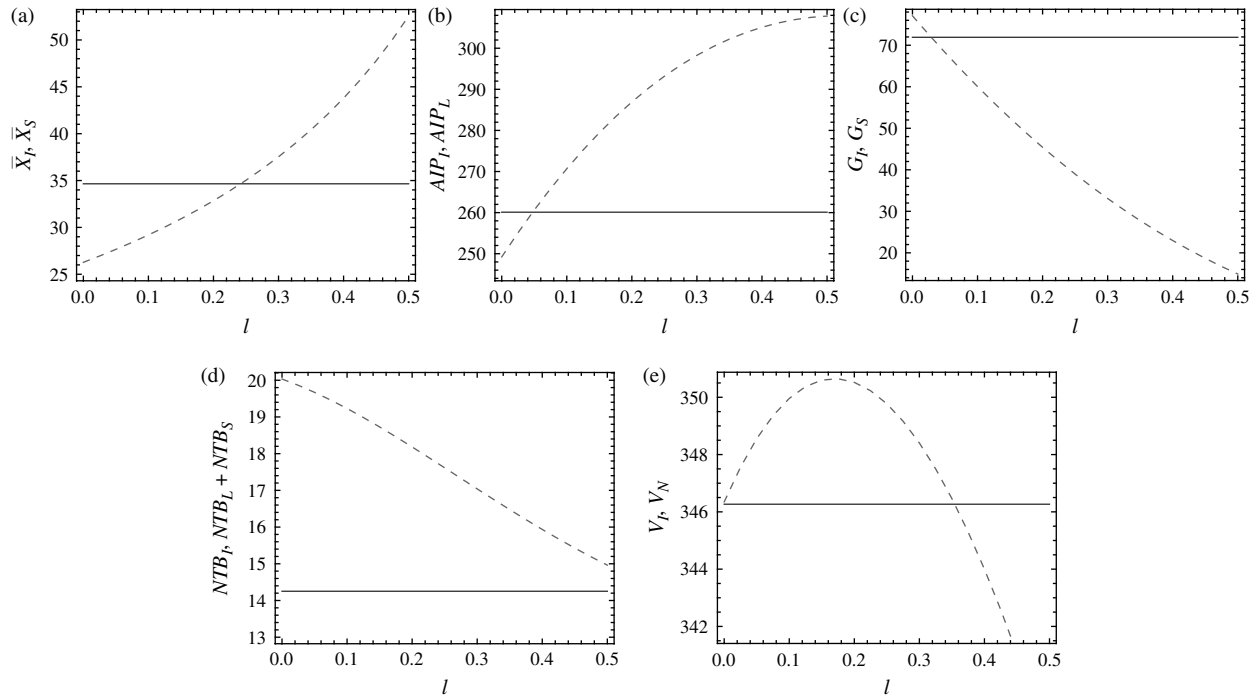 (a)
50
45
40
35
30
25
X̅_I, X̅_S
0.0 0.1 0.2 0.3 0.4 0.5
l
(b)
300
290
280
270
260
250
AIP_I, AIP_L
0.0 0.1 0.2 0.3 0.4 0.5
l
(c)
70
60
50
40
30
20
G_I, G_S
0.0 0.1 0.2 0.3 0.4 0.5
l
(d)
20
19
18
17
16
15
14
13
NTB_I, NTB_L + NTB_S
0.0 0.1 0.2 0.3 0.4 0.5
l
(e)
350
348
346
344
342
V_I, V_N
0.0 0.1 0.2 0.3 0.4 0.5
l